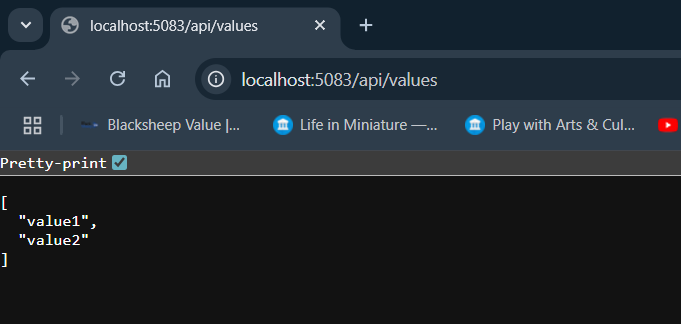 localhost:5083/api/values
localhost:5083/api/values
Blacksheep Value |... Life in Miniature —... Play with Arts & Cul...
Pretty-print
[
  "value1",
  "value2"
]